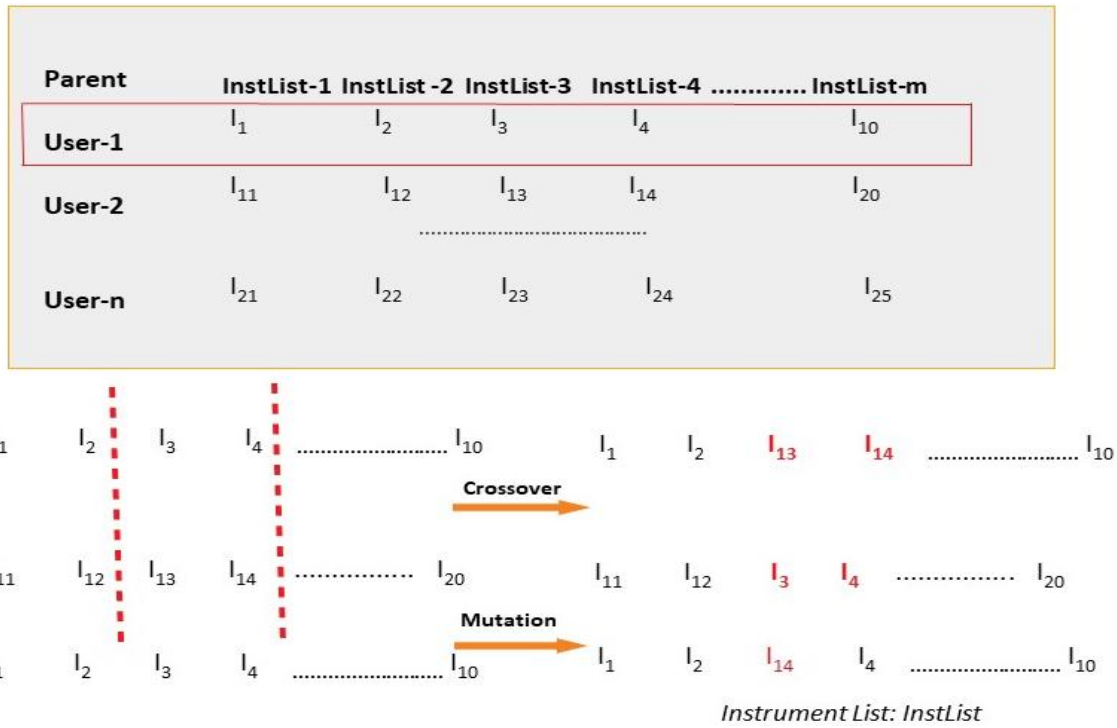 Parent InstList-1 InstList -2 InstList-3 InstList-4 ............. InstList-m
User-1 I1 I2 I3 I4 I10
User-2 I11 I12 I13 I14 I20
..........................................
User-n I21 I22 I23 I24 I25
1 I2 I3 I4 ........................ I10 I1 I2 I13 I14 ........................ I10
Crossover
11 I12 I13 I14 ................ I20 I11 I12 I3 I4 ................ I20
Mutation
1 I2 I3 I4 ........................ I10 I1 I2 I14 I4 ........................ I10
Instrument List: InstList